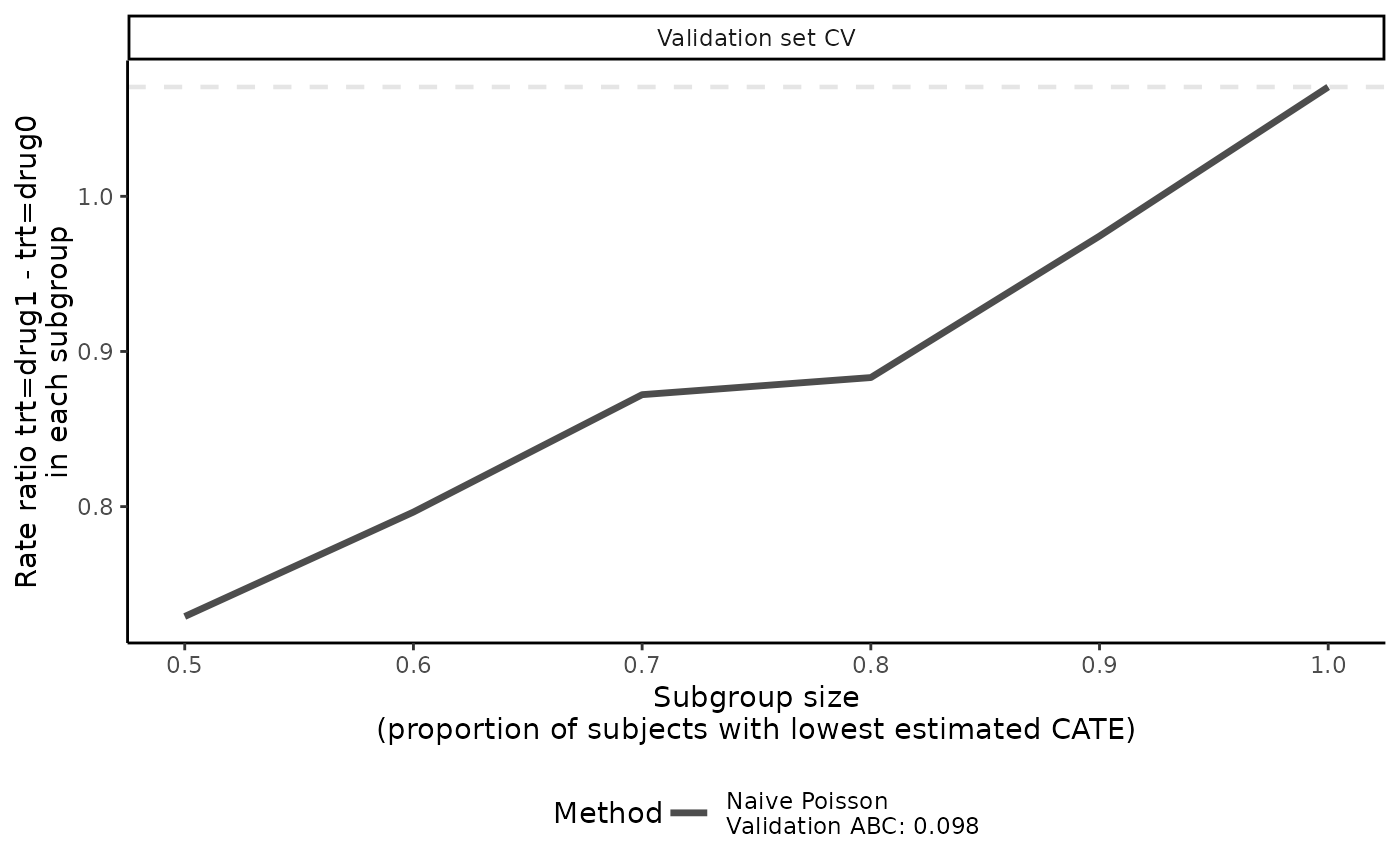 Validation set CV
Rate ratio trt=drug1 - trt=drug0
in each subgroup
1.0
0.9
0.8
0.5 0.6 0.7 0.8 0.9 1.0
Subgroup size
(proportion of subjects with lowest estimated CATE)
Method
Naive Poisson
Validation ABC: 0.098